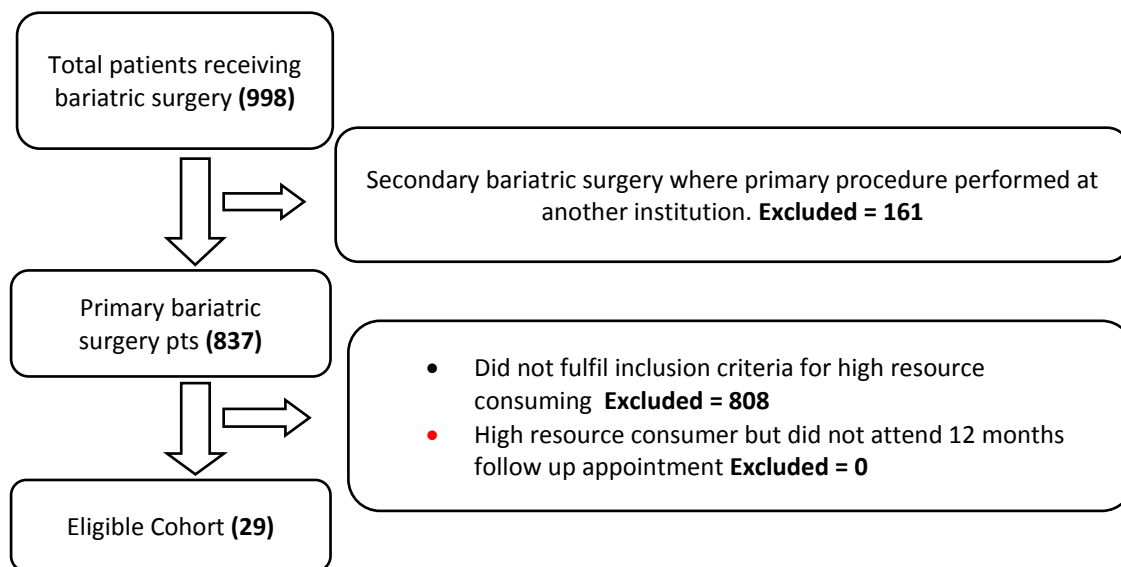 Total patients receiving
bariatric surgery (998)
Secondary bariatric surgery where primary procedure performed at
another institution. Excluded = 161
Primary bariatric
surgery pts (837)
• Did not fulfil inclusion criteria for high resource
consuming  Excluded = 808
• High resource consumer but did not attend 12 months
follow up appointment Excluded = 0
Eligible Cohort (29)